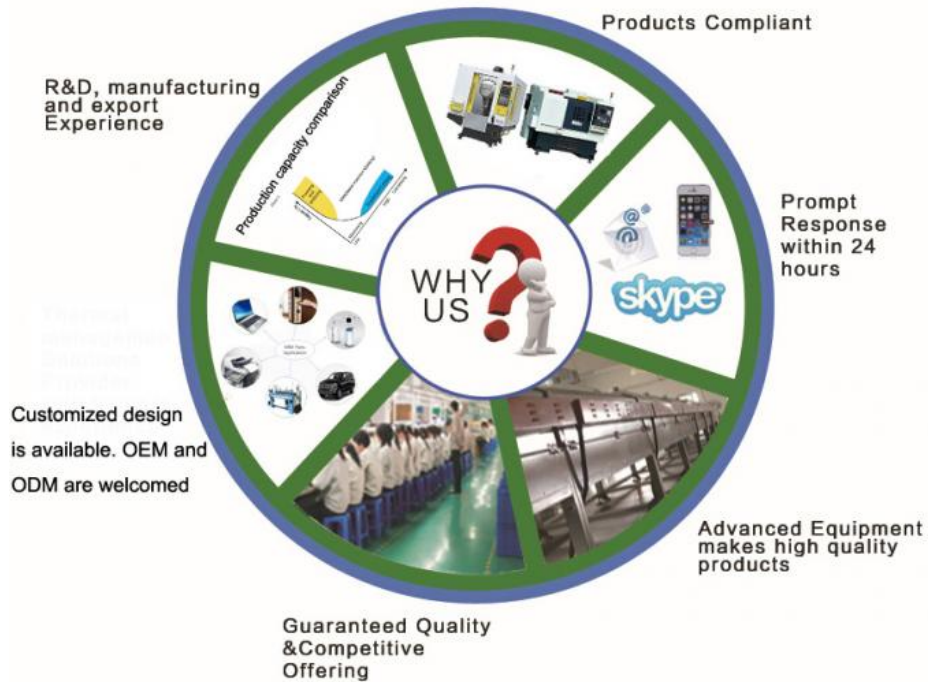 Products Compliant
R&D, manufacturing
and export
Experience
Production capacity comparison
Prompt
Response
within 24
hours
skype
WHY
US
Customized design
is available. OEM and
ODM are welcomed
Advanced Equipment
makes high quality
products
Guaranteed Quality
&Competitive
Offering